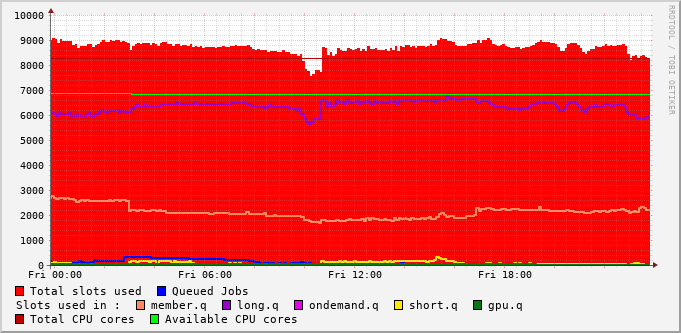 10000
9000
8000
7000
6000
5000
4000
3000
2000
1000
0
Fri 00:00 Fri 06:00 Fri 12:00 Fri 18:00
RRDTOOL / TOBI OETIKER
Total slots used Queued Jobs
Slots used in : member.q long.q ondemand.q short.q gpu.q
Total CPU cores Available CPU cores